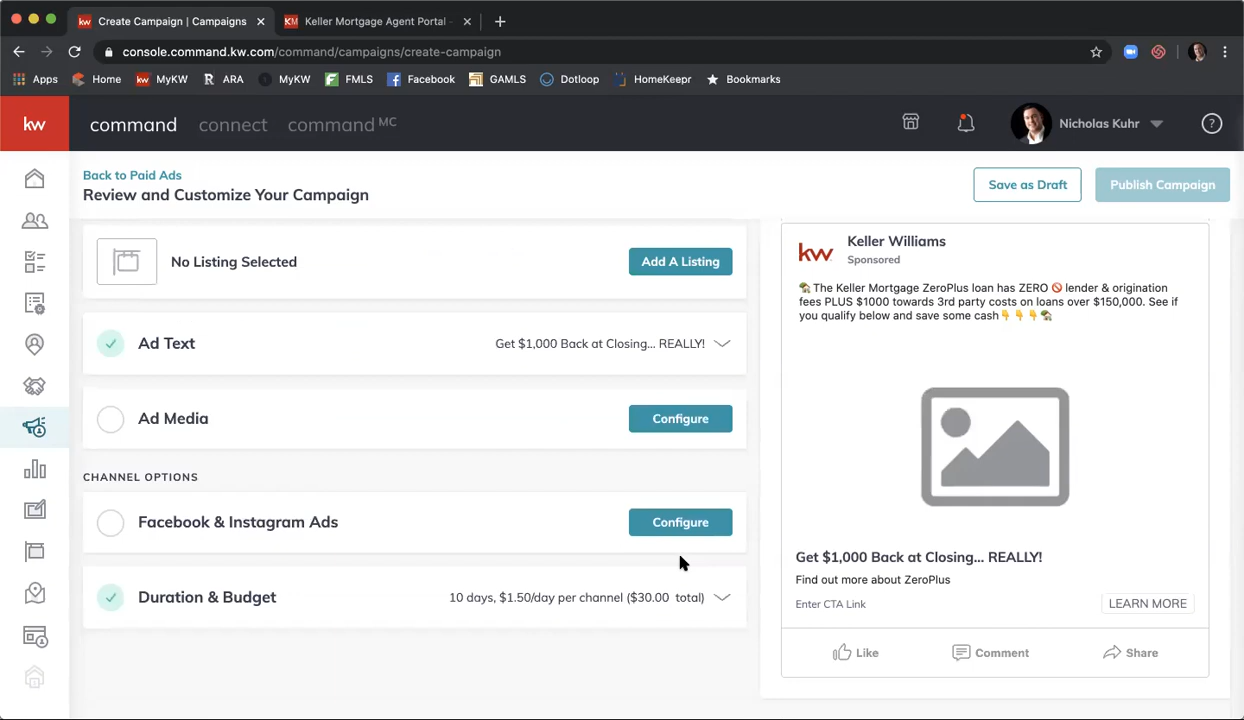 Create Campaign | Campaigns
Keller Mortgage Agent Portal -
console.command.kw.com/command/campaigns/create-campaign
Apps
Home
kw MyKW
R ARA
MyKW
FMLS
Facebook
GAMLS
Dotloop
HomeKeepr
Bookmarks
kw
command
connect
command MC
Nicholas Kuhr
?
Back to Paid Ads
Review and Customize Your Campaign
Save as Draft
Publish Campaign
No Listing Selected
Add A Listing
Ad Text
Get $1,000 Back at Closing... REALLY!
Ad Media
Configure
CHANNEL OPTIONS
Facebook & Instagram Ads
Configure
Duration & Budget
10 days, $1.50/day per channel ($30.00 total)
kw
Keller Williams
Sponsored
🏡The Keller Mortgage ZeroPlus loan has ZERO 🚫 lender & origination
fees PLUS $1000 towards 3rd party costs on loans over $150,000. See if
you qualify below and save some cash👇👇👇🏡
Get $1,000 Back at Closing... REALLY!
Find out more about ZeroPlus
Enter CTA Link
LEARN MORE
Like
Comment
Share